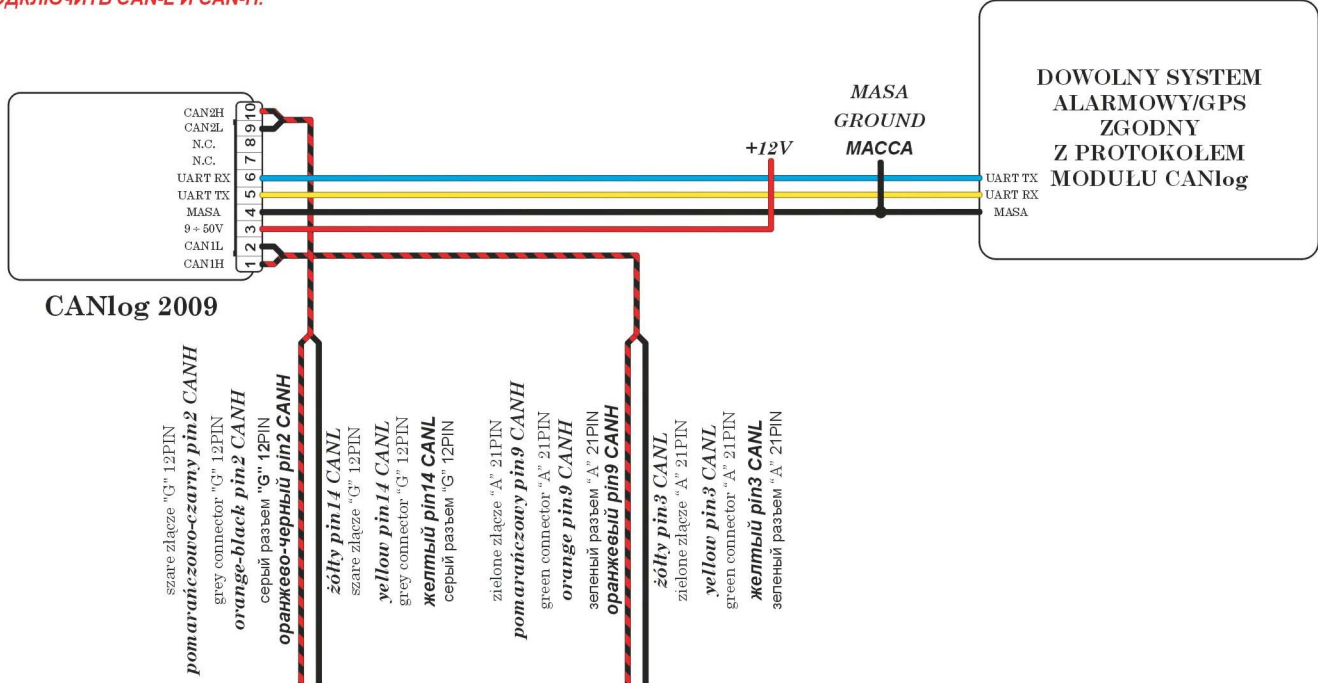 ПОДКЛЮЧИТЬ CAN-L И CAN-H.
CAN2H 10
CAN2L 9
N.C. 8
N.C. 7
UART RX 6
UART TX 5
MASA 4
9 ÷ 50V 3
CAN1L 2
CAN1H 1
CANlog 2009
+12V
MASA
GROUND
МАССА
DOWOLNY SYSTEM
ALARMOWY/GPS
ZGODNY
Z PROTOKOŁEM
MODUŁU CANlog
UART TX
UART RX
MASA
szare złącze "G" 12PIN
pomarańczowo-czarny pin2 CANH
grey connector "G" 12PIN
orange-black pin2 CANH
серый разъем "G" 12PIN
оранжево-черный pin2 CANH
żółty pin14 CANL
szare złącze "G" 12PIN
yellow pin14 CANL
grey connector "G" 12PIN
желтый pin14 CANL
серый разъем "G" 12PIN
zielone złącze "A" 21PIN
pomarańczowy pin9 CANH
green connector "A" 21PIN
orange pin9 CANH
зеленый разъем "A" 21PIN
оранжевый pin9 CANH
żółty pin3 CANL
zielone złącze "A" 21PIN
yellow pin3 CANL
green connector "A" 21PIN
желтый pin3 CANL
зеленый разъем "A" 21PIN